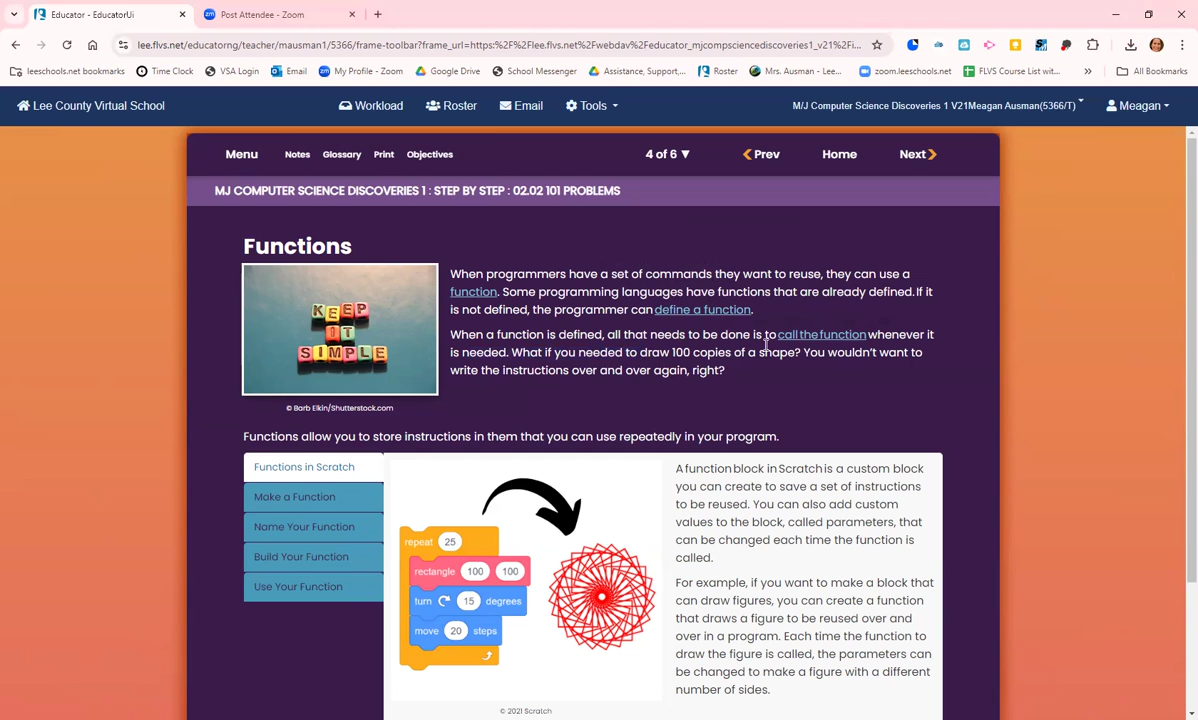 Educator - EducatorUi
Post Attendee - Zoom
lee.flvs.net/educatorng/teacher/mausman1/5366/frame-toolbar?frame_url=https:%2F%2Flee.flvs.net%2Fwebdav%2Feducator_mjcompsciencediscoveries1_v21%2Fi...
leeschools.net bookmarks Time Clock VSA Login Email My Profile - Zoom Google Drive School Messenger Assistance, Support,... Roster Mrs. Ausman - Lee... zoom.leeschools.net FLVS Course List wit... » All Bookmarks
Lee County Virtual School Workload Roster Email Tools M/J Computer Science Discoveries 1 V21Meagan Ausman(5366/T) Meagan
Menu Notes Glossary Print Objectives 4 of 6 ▼ Prev Home Next
MJ COMPUTER SCIENCE DISCOVERIES 1 : STEP BY STEP : 02.02 101 PROBLEMS
Functions
KEEP
IT
SIMPLE
© Barb Elkin/Shutterstock.com
When programmers have a set of commands they want to reuse, they can use a
function. Some programming languages have functions that are already defined. If it
is not defined, the programmer can define a function.
When a function is defined, all that needs to be done is to call the function whenever it
is needed. What if you needed to draw 100 copies of a shape? You wouldn't want to
write the instructions over and over again, right?
Functions allow you to store instructions in them that you can use repeatedly in your program.
Functions in Scratch
Make a Function
Name Your Function
Build Your Function
Use Your Function
repeat 25
rectangle 100 100
turn 15 degrees
move 20 steps
© 2021 Scratch
A function block in Scratch is a custom block
you can create to save a set of instructions
to be reused. You can also add custom
values to the block, called parameters, that
can be changed each time the function is
called.
For example, if you want to make a block that
can draw figures, you can create a function
that draws a figure to be reused over and
over in a program. Each time the function to
draw the figure is called, the parameters can
be changed to make a figure with a different
number of sides.